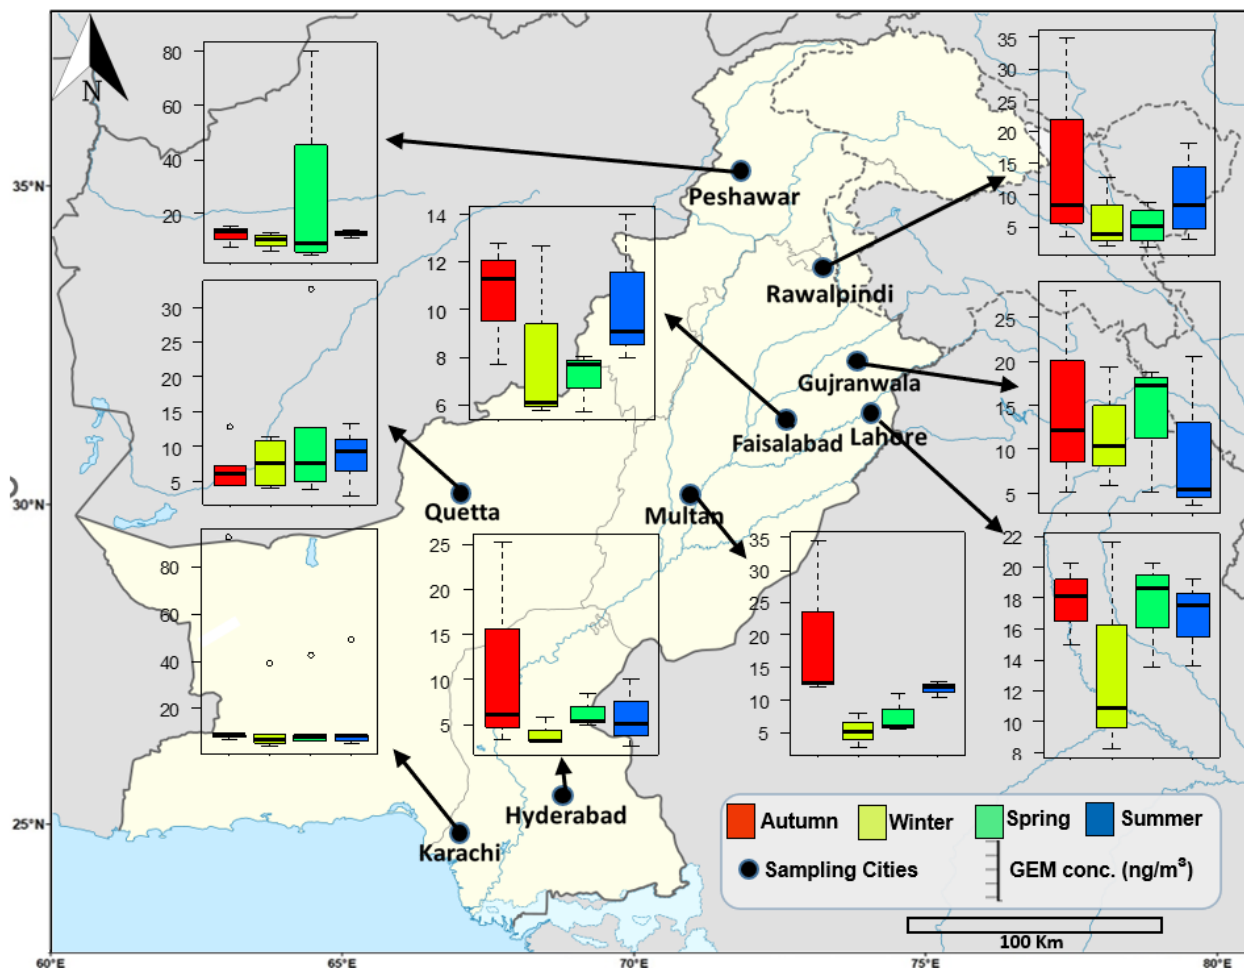 N
80
60
40
20
Peshawar
35
30
25
20
15
10
5
35°N
14
12
10
8
6
Rawalpindi
30
25
20
15
10
5
25
20
15
10
5
Gujranwala
Faisalabad
Lahore
Quetta
Multan
30°N
80
60
40
20
25
20
15
10
5
35
30
25
20
15
10
5
22
20
18
16
14
12
10
8
Hyderabad
Karachi
25°N
Autumn
Winter
Spring
Summer
Sampling Cities
GEM conc. (ng/m³)
100 Km
60°E
65°E
70°E
75°E
80°E